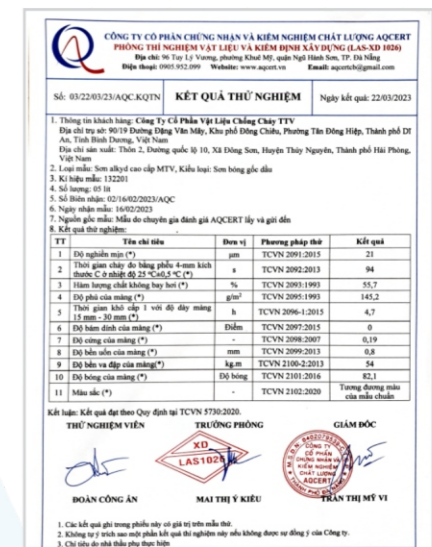 CÔNG TY CỔ PHẦN CHỨNG NHẬN VÀ KIỂM NGHIỆM CHẤT LƯỢNG AQCERT
PHÒNG THÍ NGHIỆM VẬT LIỆU VÀ KIỂM ĐỊNH XÂY DỰNG (LAS-XD 1026)
Địa chỉ: 96 Tuy Lý Vương, phường Khuê Mỹ, quận Ngũ Hành Sơn, TP. Đà Nẵng
Điện thoại: 0905.952.099 Website: www.aqcert.vn Email: aqcertcb@gmail.com
Số: 03/22/03/23/AQC.KQTN KẾT QUẢ THỬ NGHIỆM Ngày kết quả: 22/03/2023
1. Thông tin khách hàng: Công Ty Cổ Phần Vật Liệu Chống Cháy TTV
Địa chỉ trụ sở: 90/19 Đường Đặng Văn Mây, Khu phố Đông Chiêu, Phường Tân Đông Hiệp, Thành phố Dĩ
An, Tỉnh Bình Dương, Việt Nam
Địa chỉ sản xuất: Thôn 2, Đường quốc lộ 10, Xã Đông Sơn, Huyện Thủy Nguyên, Thành phố Hải Phòng,
Việt Nam
2. Loại mẫu: Sơn alkyd cao cấp MTV, Kiểu loại: Sơn bóng gốc dầu
3. Kí hiệu mẫu: 132201
4. Số lượng: 05 lít
5. Số Biên nhận: 02/16/02/2023/AQC
6. Ngày nhận mẫu: 16/02/2023
7. Nguồn gốc mẫu: Mẫu do chuyên gia đánh giá AQCERT lấy và gửi đến
8. Kết quả thử nghiệm:
TT Tên chỉ tiêu Đơn vị Phương pháp thử Kết quả
1 Độ nghiền mịn (*) µm TCVN 2091:2015 21
2 Thời gian chảy đo bằng phễu 4-mm kích
thước C ở nhiệt độ 25 ºC±0,5 ºC (*) s TCVN 2092:2013 94
3 Hàm lượng chất không bay hơi (*) % TCVN 2093:1993 55,7
4 Độ phủ của màng (*) g/m² TCVN 2095:1993 145,2
5 Thời gian khô cấp 1 với độ dày màng
15 mm - 30 mm (*) h TCVN 2096-1:2015 4,7
6 Độ bám dính của màng (*) Điểm TCVN 2097:2015 0
7 Độ cứng của màng (*) - TCVN 2098:2007 0,19
8 Độ bền uốn của màng (*) mm TCVN 2099:2013 0,8
9 Độ bền va đập của màng(*) kg.m TCVN 2100-2:2013 54
10 Độ bóng của màng (*) Độ bóng TCVN 2101:2016 82,1
11 Màu sắc (*) - TCVN 2102:2020 Tương đương màu
của mẫu chuẩn
Kết luận: Kết quả đạt theo Quy định tại TCVN 5730:2020.
THỬ NGHIỆM VIÊN TRƯỞNG PHÒNG GIÁM ĐỐC
XD
LAS1026
CÔNG TY
CỔ PHẦN
CHỨNG NHẬN VÀ
KIỂM NGHIỆM
CHẤT LƯỢNG
AQCERT
ĐOÀN CÔNG ÁN MAI THỊ Ý KIỀU TRẦN THỊ MỸ VI
1. Các kết quả ghi trong phiếu này có giá trị trên mẫu thử.
2. Không tự ý trích sao một phần kết quả thí nghiệm này nếu không được sự đồng ý của Công ty.
3. Chỉ tiêu do nhà thầu phụ thực hiện